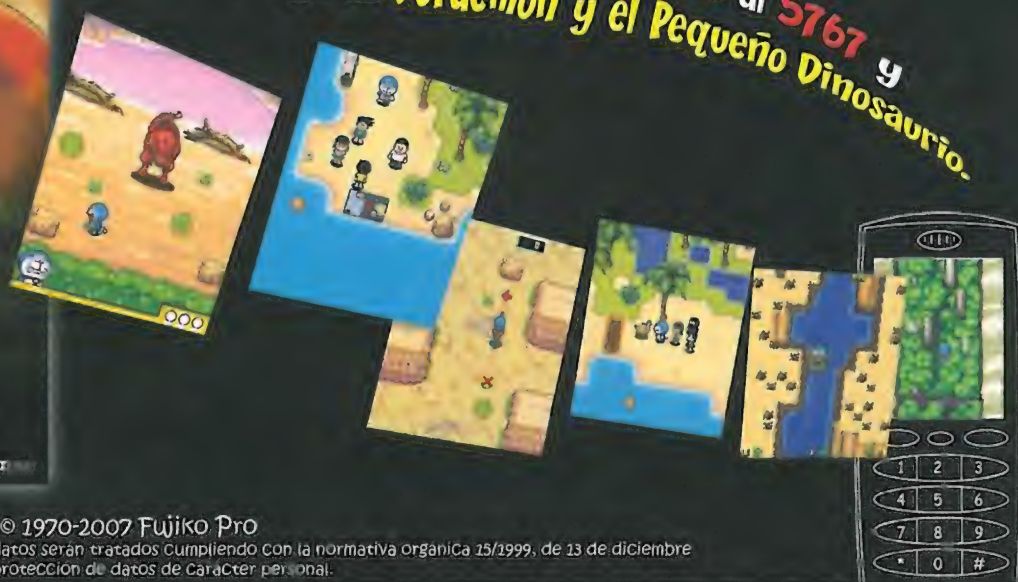 al 5767 y
y el Pequeño Dinosaurio.
1 2 3
4 5 6
7 8 9
* 0 #
© 1970-2007 Fujiko Pro
datos serán tratados cumpliendo con la normativa orgánica 15/1999, de 13 de diciembre
protección de datos de carácter personal.